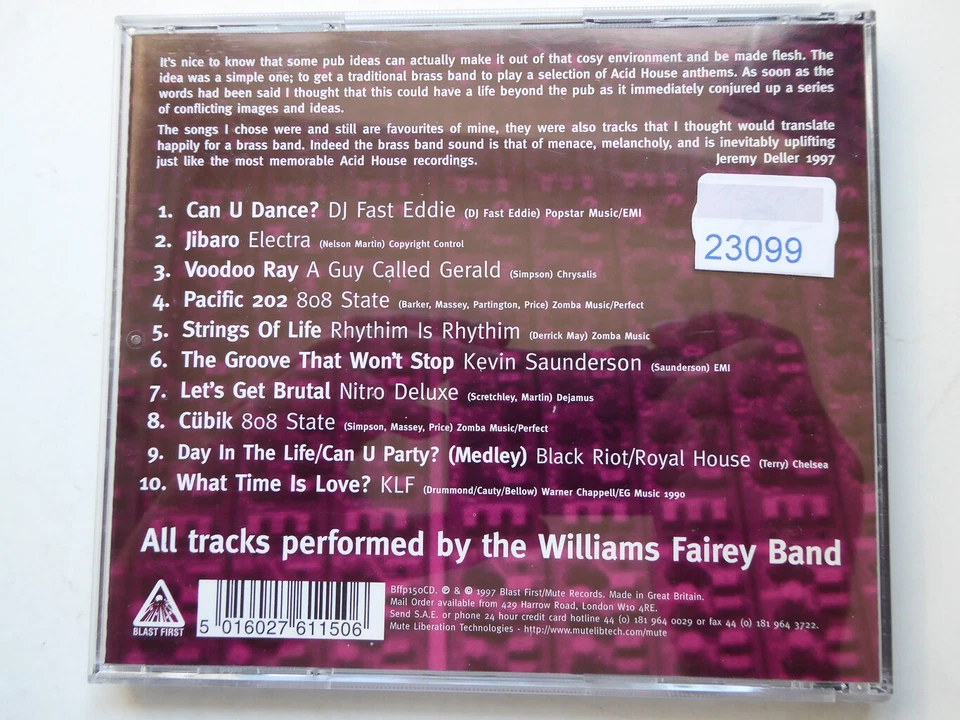 It's nice to know that some pub ideas can actually make it out of that cosy environment and be made flesh. The
idea was a simple one; to get a traditional brass band to play a selection of Acid House anthems. As soon as the
words had been said I thought that this could have a life beyond the pub as it immediately conjured up a series
of conflicting images and ideas.
The songs I chose were and still are favourites of mine, they were also tracks that I thought would translate
happily for a brass band. Indeed the brass band sound is that of menace, melancholy, and is inevitably uplifting
just like the most memorable Acid House recordings. Jeremy Deller 1997
1. Can U Dance? DJ Fast Eddie (DJ Fast Eddie) Popstar Music/EMI
23099
2. Jibaro Electra (Nelson Martin) Copyright Control
3. Voodoo Ray A Guy Called Gerald (Simpson) Chrysalis
4. Pacific 202 808 State (Barker, Massey, Partington, Price) Zomba Music/Perfect
5. Strings Of Life Rhythim Is Rhythim (Derrick May) Zomba Music
6. The Groove That Won't Stop Kevin Saunderson (Saunderson) EMI
7. Let's Get Brutal Nitro Deluxe (Scretchley, Martin) Dejamus
8. Cübik 808 State (Simpson, Massey, Price) Zomba Music/Perfect
9. Day In The Life/Can U Party? (Medley) Black Riot/Royal House (Terry) Chelsea
10. What Time Is Love? KLF (Drummond/Cauty/Bellow) Warner Chappell/EG Music 1990
All tracks performed by the Williams Fairey Band
BLAST FIRST
5 016027 611506
Bffp150CD. ℗ & © 1997 Blast First/Mute Records. Made in Great Britain.
Mail Order available from 429 Harrow Road, London W10 4RE.
Send S.A.E. or phone 24 hour credit card hotline 44 (0) 181 964 0029 or fax 44 (0) 181 964 3722.
Mute Liberation Technologies - http://www.mutelibtech.com/mute